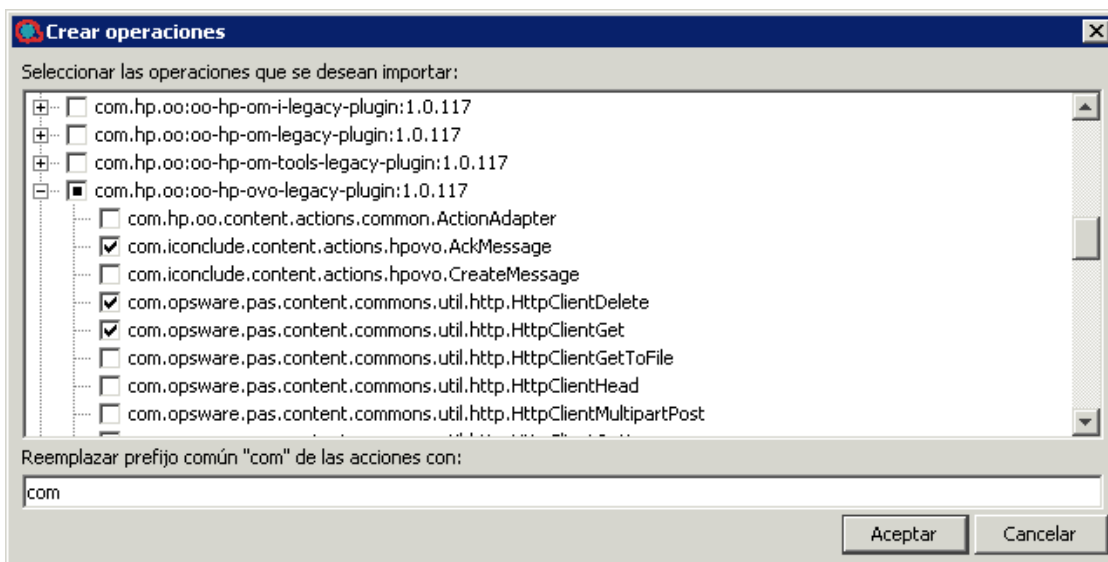 Crear operaciones
Seleccionar las operaciones que se desean importar:
com.hp.oo:oo-hp-om-i-legacy-plugin:1.0.117
com.hp.oo:oo-hp-om-legacy-plugin:1.0.117
com.hp.oo:oo-hp-om-tools-legacy-plugin:1.0.117
com.hp.oo:oo-hp-ovo-legacy-plugin:1.0.117
com.hp.oo.content.actions.common.ActionAdapter
com.iconclude.content.actions.hpovo.AckMessage
com.iconclude.content.actions.hpovo.CreateMessage
com.opsware.pas.content.commons.util.http.HttpClientDelete
com.opsware.pas.content.commons.util.http.HttpClientGet
com.opsware.pas.content.commons.util.http.HttpClientGetToFile
com.opsware.pas.content.commons.util.http.HttpClientHead
com.opsware.pas.content.commons.util.http.HttpClientMultipartPost
Reemplazar prefijo común "com" de las acciones con:
com
Aceptar Cancelar